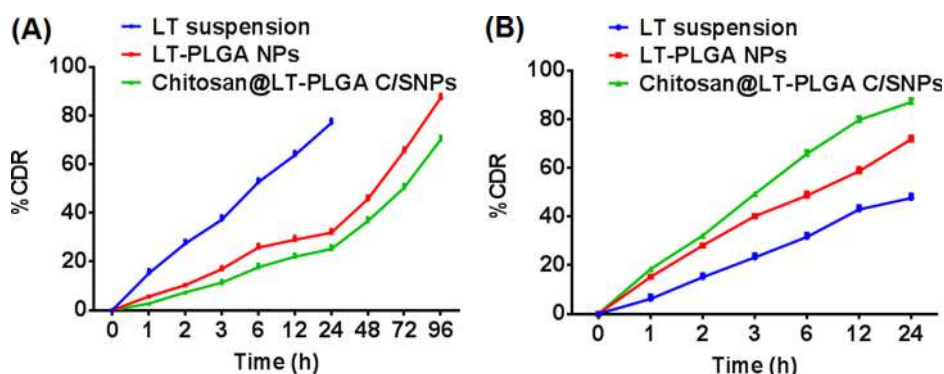 (A)
LT suspension
LT-PLGA NPs
Chitosan@LT-PLGA C/SNPs
100
80
60
40
20
0
% CDR
0 1 2 3 6 12 24 48 72 96
Time (h)
(B)
LT suspension
LT-PLGA NPs
Chitosan@LT-PLGA C/SNPs
100
80
60
40
20
0
% CDR
0 1 2 3 6 12 24
Time (h)